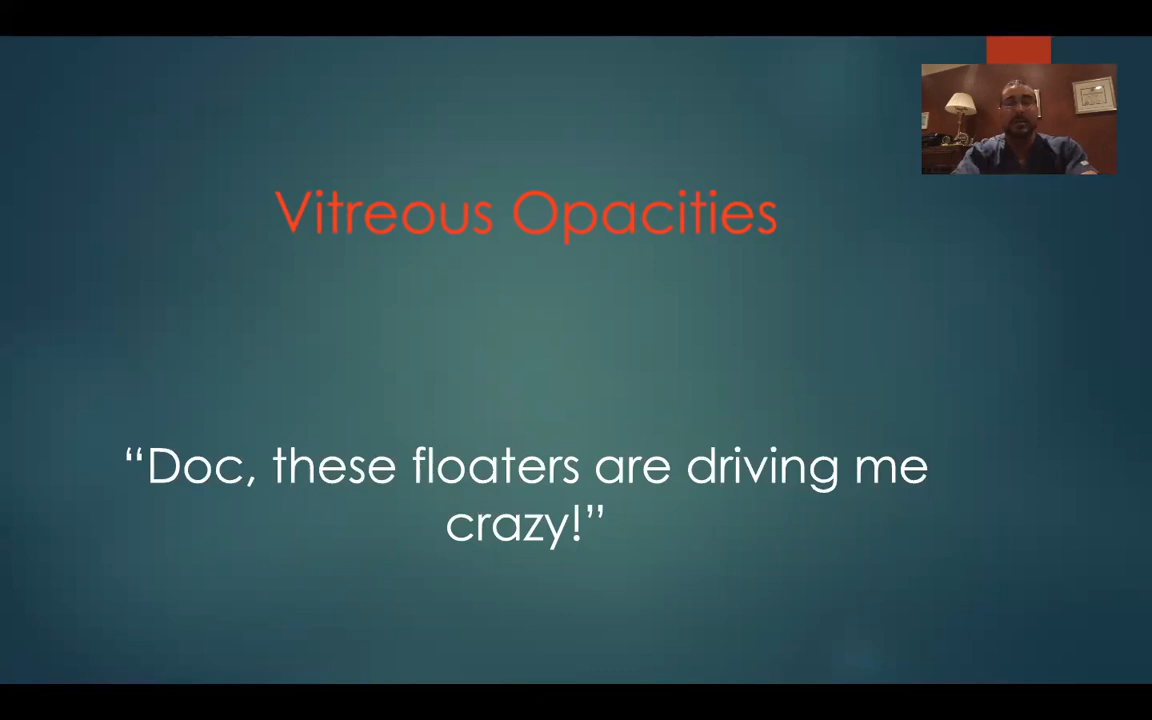 Vitreous Opacities
“Doc, these floaters are driving me
crazy!”